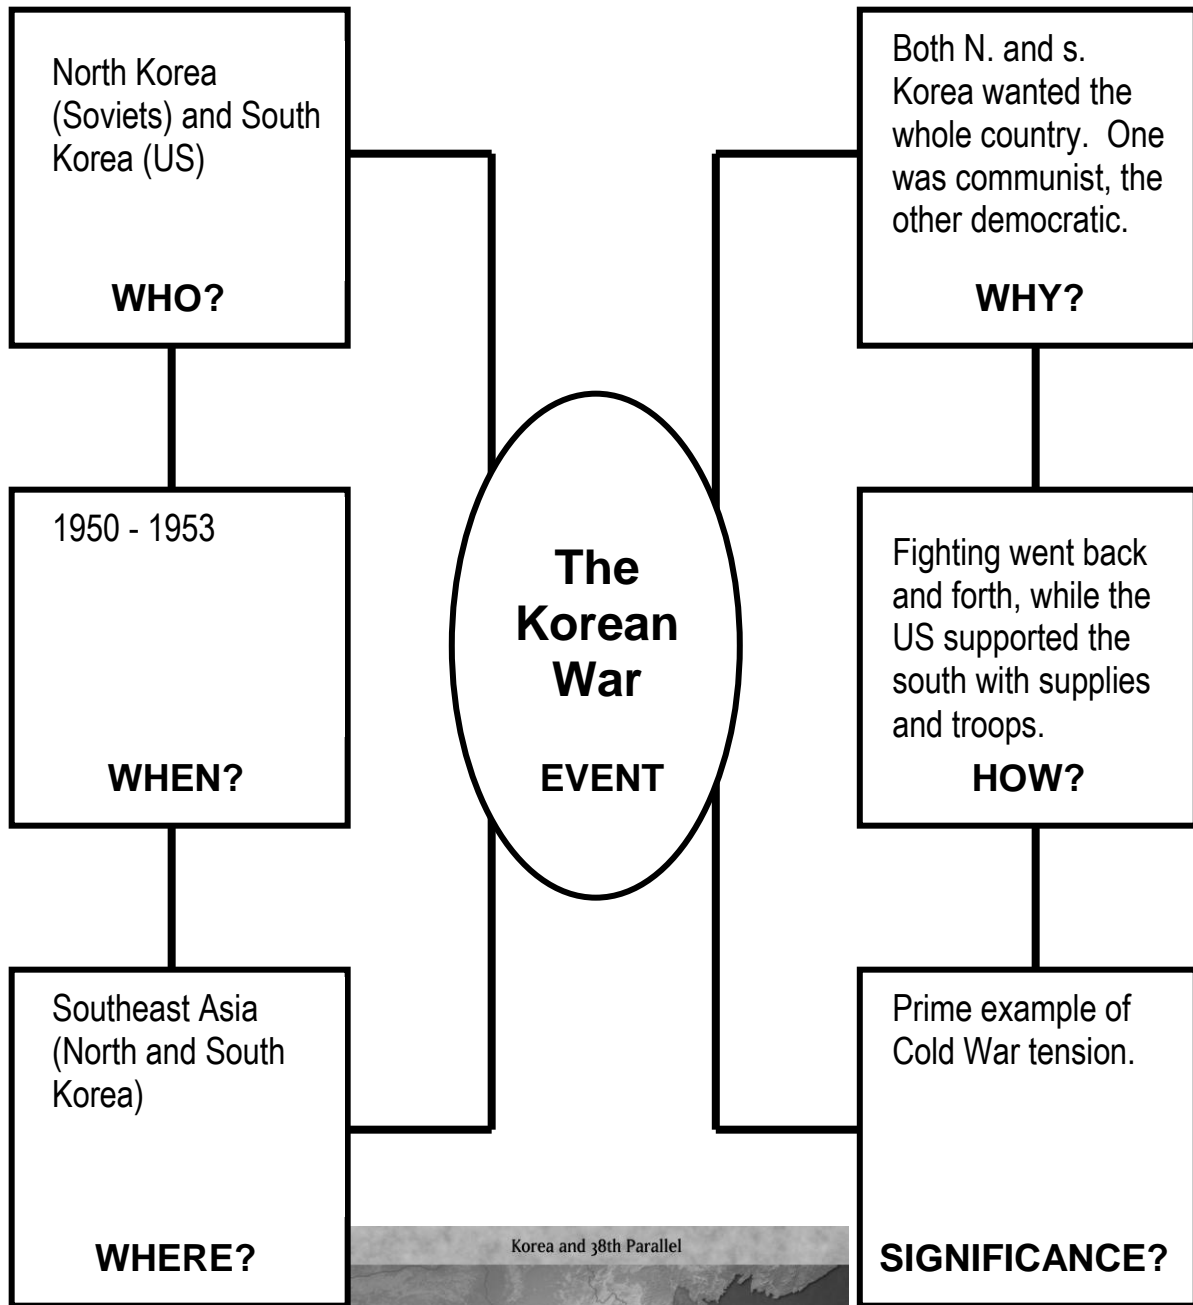 North Korea
(Soviets) and South
Korea (US)
WHO?
1950 - 1953
WHEN?
Southeast Asia
(North and South
Korea)
WHERE?
The
Korean
War
EVENT
Both N. and s.
Korea wanted the
whole country.  One
was communist, the
other democratic.
WHY?
Fighting went back
and forth, while the
US supported the
south with supplies
and troops.
HOW?
Prime example of
Cold War tension.
SIGNIFICANCE?
Korea and 38th Parallel